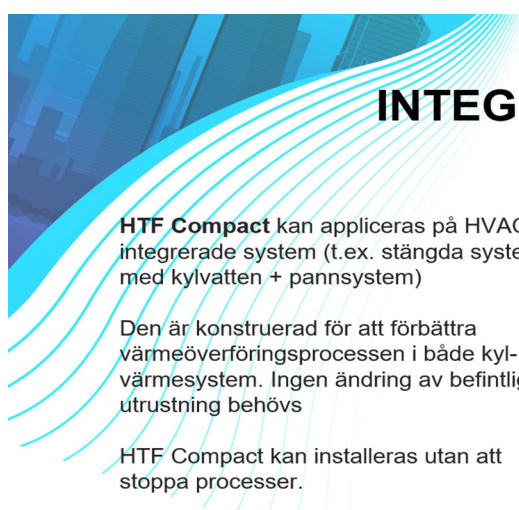 INTEG
HTF Compact kan appliceras på HVAC
integrerade system (t.ex. stängda syste
med kylvatten + pannsystem)
Den är konstruerad för att förbättra
värmeöverföringsprocessen i både kyl-
värmesystem. Ingen ändring av befintlig
utrustning behövs
HTF Compact kan installeras utan att
stoppa processer.